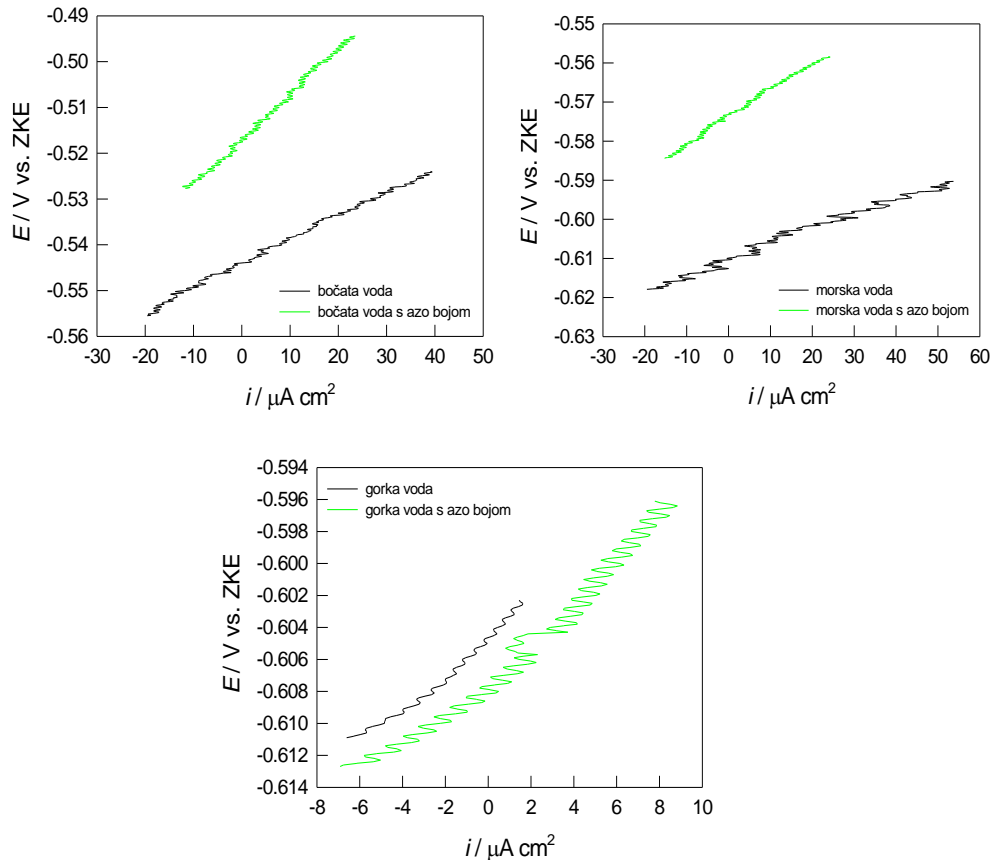 -0.49
-0.50
-0.51
-0.52
-0.53
-0.54
-0.55
-0.56
E / V vs. ZKE
bočata voda
bočata voda s azo bojom
-30 -20 -10 0 10 20 30 40 50
i / μA cm²
-0.55
-0.56
-0.57
-0.58
-0.59
-0.60
-0.61
-0.62
-0.63
E / V vs. ZKE
morska voda
morska voda s azo bojom
-30 -20 -10 0 10 20 30 40 50 60
i / μA cm²
-0.594
-0.596
-0.598
-0.600
-0.602
-0.604
-0.606
-0.608
-0.610
-0.612
-0.614
E / V vs. ZKE
gorka voda
gorka voda s azo bojom
-8 -6 -4 -2 0 2 4 6 8 10
i / μA cm²